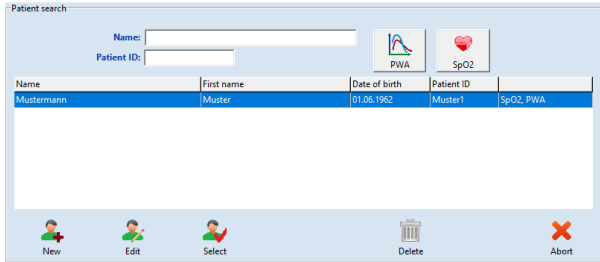 Patient search
Name:
Patient ID:
PWA SpO2
Name First name Date of birth Patient ID
Mustermann Muster 01.06.1962 Muster1 SpO2, PWA
New Edit Select Delete Abort